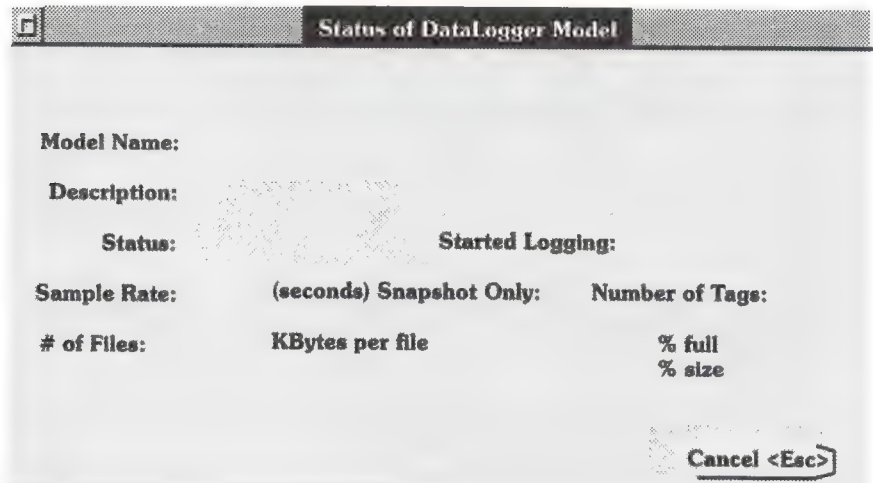 Status of DataLogger Model
Model Name:
Description:
Status: Started Logging:
Sample Rate: (seconds) Snapshot Only: Number of Tags:
# of Files: KBytes per file % full
% size
Cancel <Esc>